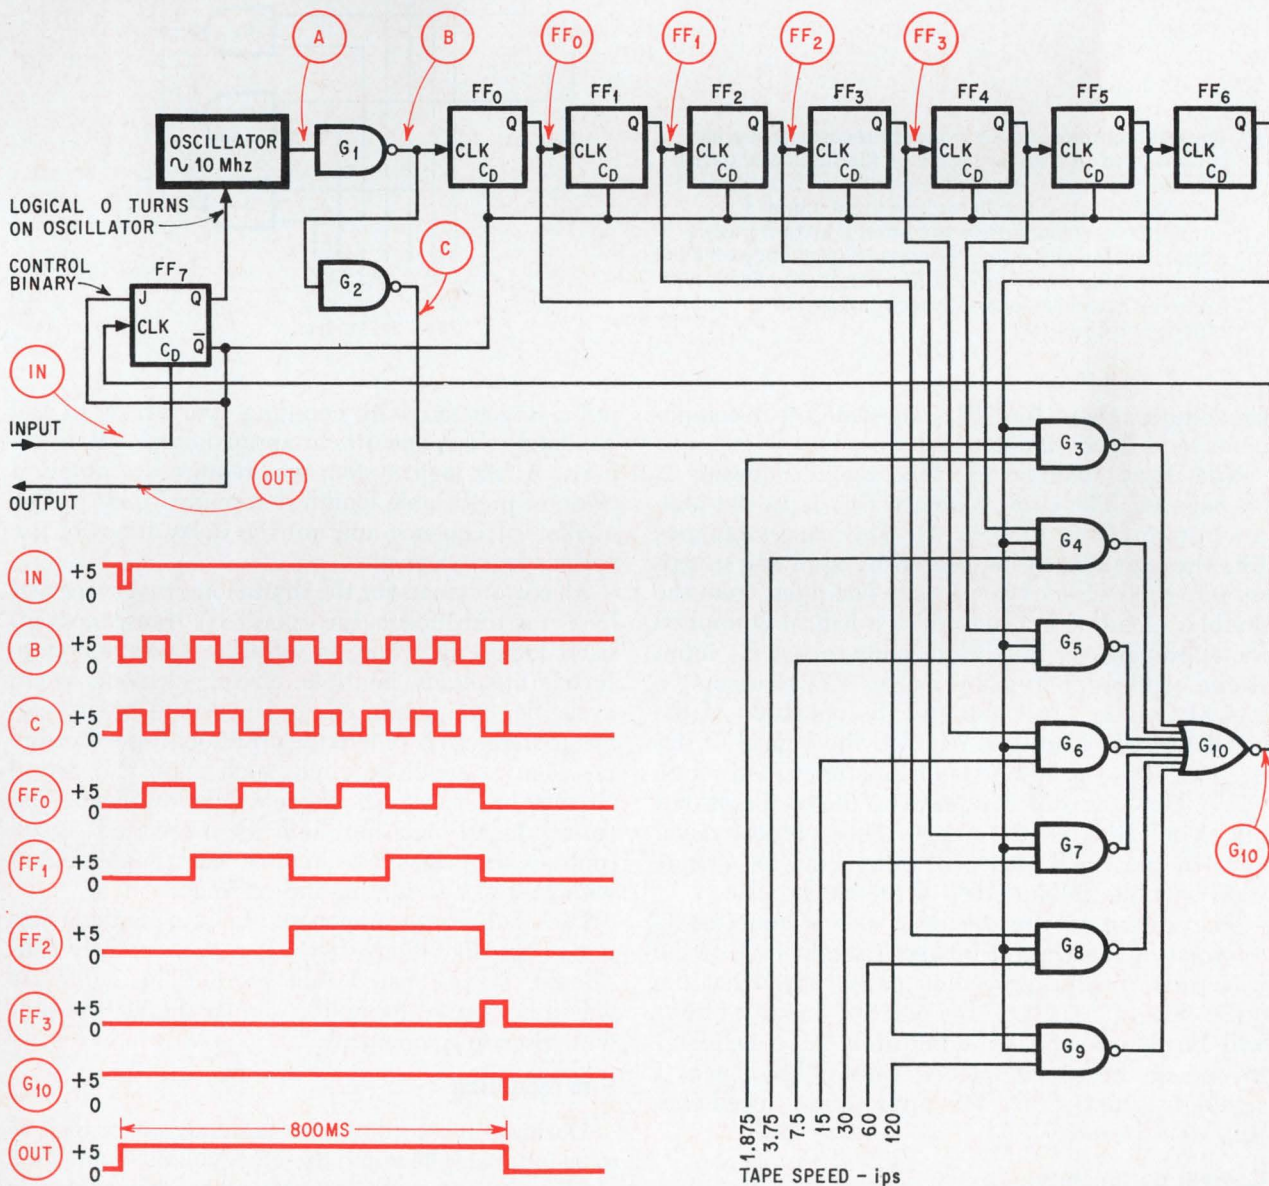 A B FF0 FF1 FF2 FF3
FF0 FF1 FF2 FF3 FF4 FF5 FF6
OSCILLATOR
∿ 10 Mhz
G1
Q Q Q Q Q Q Q
CLK CLK CLK CLK CLK CLK CLK
CD CD CD CD CD CD CD
LOGICAL 0 TURNS
ON OSCILLATOR
C
CONTROL
BINARY
FF7
G2
J Q
CLK
CD Q̅
IN
INPUT
OUT
OUTPUT
G3
G4
G5
G6
G7
G8
G9
G10
G10
IN +5
0
B +5
0
C +5
0
FF0 +5
0
FF1 +5
0
FF2 +5
0
FF3 +5
0
G10 +5
0
800MS
OUT +5
0
1.875
3.75
7.5
15
30
60
120
TAPE SPEED - ips